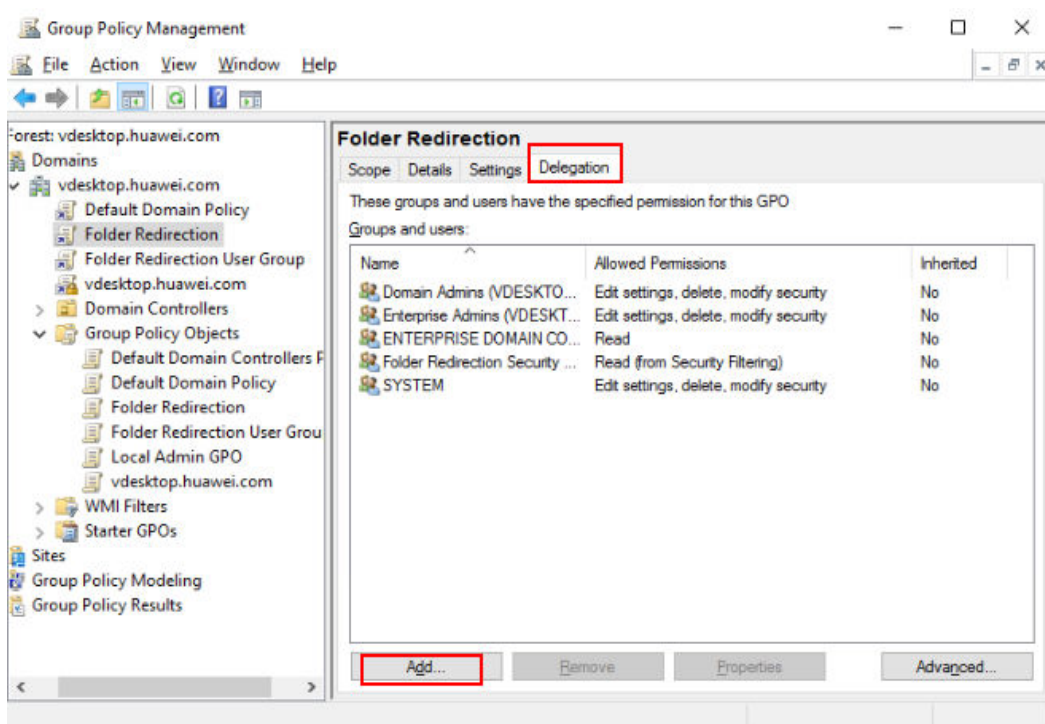 Group Policy Management
File Action View Window Help
Forest: vdesktop.huawei.com
Domains
vdesktop.huawei.com
Default Domain Policy
Folder Redirection
Folder Redirection User Group
vdesktop.huawei.com
Domain Controllers
Group Policy Objects
Default Domain Controllers P
Default Domain Policy
Folder Redirection
Folder Redirection User Grou
Local Admin GPO
vdesktop.huawei.com
WMI Filters
Starter GPOs
Sites
Group Policy Modeling
Group Policy Results
Folder Redirection
Scope Details Settings Delegation
These groups and users have the specified permission for this GPO
Groups and users:
Name Allowed Permissions Inherited
Domain Admins (VDESKTO... Edit settings, delete, modify security No
Enterprise Admins (VDESKT... Edit settings, delete, modify security No
ENTERPRISE DOMAIN CO... Read No
Folder Redirection Security ... Read (from Security Filtering) No
SYSTEM Edit settings, delete, modify security No
Add... Remove Properties Advanced...